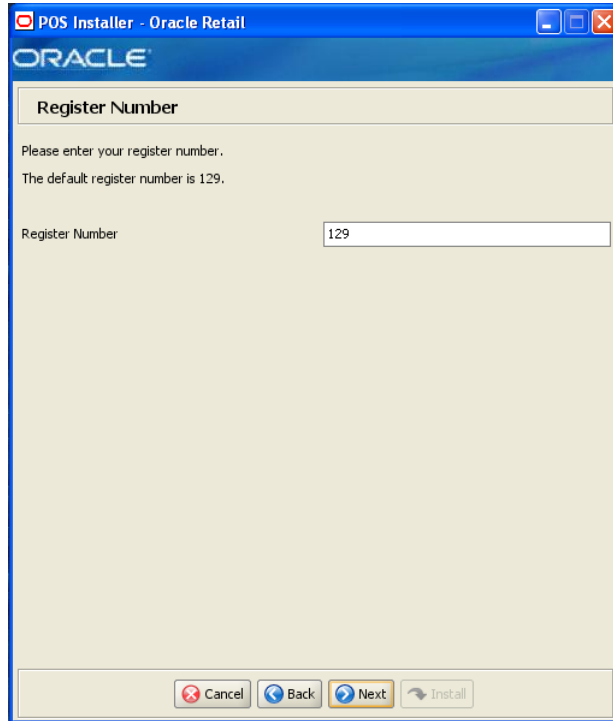 POS Installer - Oracle Retail
ORACLE
Register Number
Please enter your register number.
The default register number is 129.
Register Number 129
Cancel Back Next Install